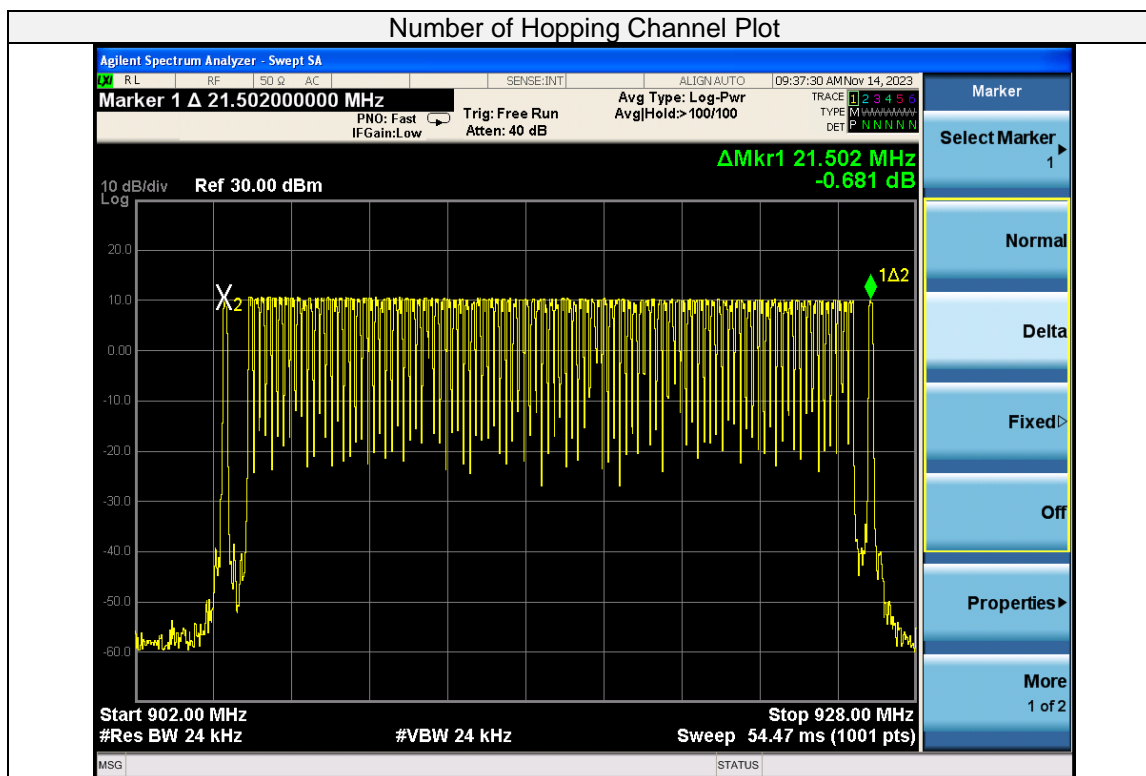 Number of Hopping Channel Plot
Agilent Spectrum Analyzer - Swept SA
LXI RL RF 50 Ω AC SENSE:INT ALIGN AUTO 09:37:30 AM Nov 14, 2023
Marker 1 Δ 21.502000000 MHz
PNO: Fast
IFGain:Low
Trig: Free Run
Atten: 40 dB
Avg Type: Log-Pwr
Avg|Hold:>100/100
TRACE 1 2 3 4 5 6
TYPE M
DET P N N N N N
ΔMkr1 21.502 MHz
-0.681 dB
10 dB/div
Log
Ref 30.00 dBm
20.0
10.0
0.00
-10.0
-20.0
-30.0
-40.0
-50.0
-60.0
X2
1Δ2
Start 902.00 MHz
Stop 928.00 MHz
#Res BW 24 kHz
#VBW 24 kHz
Sweep 54.47 ms (1001 pts)
MSG
STATUS
Marker
Select Marker
1
Normal
Delta
Fixed
Off
Properties
More
1 of 2